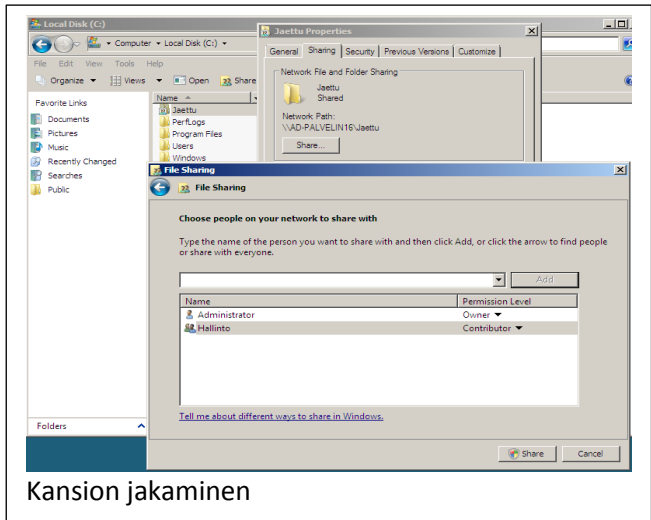 Local Disk (C:)
Computer ▸ Local Disk (C:) ▸
File Edit View Tools Help
Organize Views Open Share
Favorite Links
Documents
Pictures
Music
Recently Changed
Searches
Public
Folders
Name
Jaettu
PerfLogs
Program Files
Users
Windows
Jaettu Properties
General Sharing Security Previous Versions Customize
Network File and Folder Sharing
Jaettu
Shared
Network Path:
\\AD-PALVELIN16\Jaettu
Share...
File Sharing
File Sharing
Choose people on your network to share with
Type the name of the person you want to share with and then click Add, or click the arrow to find people
or share with everyone.
Add
Name Permission Level
Administrator Owner
Hallinto Contributor
Tell me about different ways to share in Windows.
Share Cancel
Kansion jakaminen